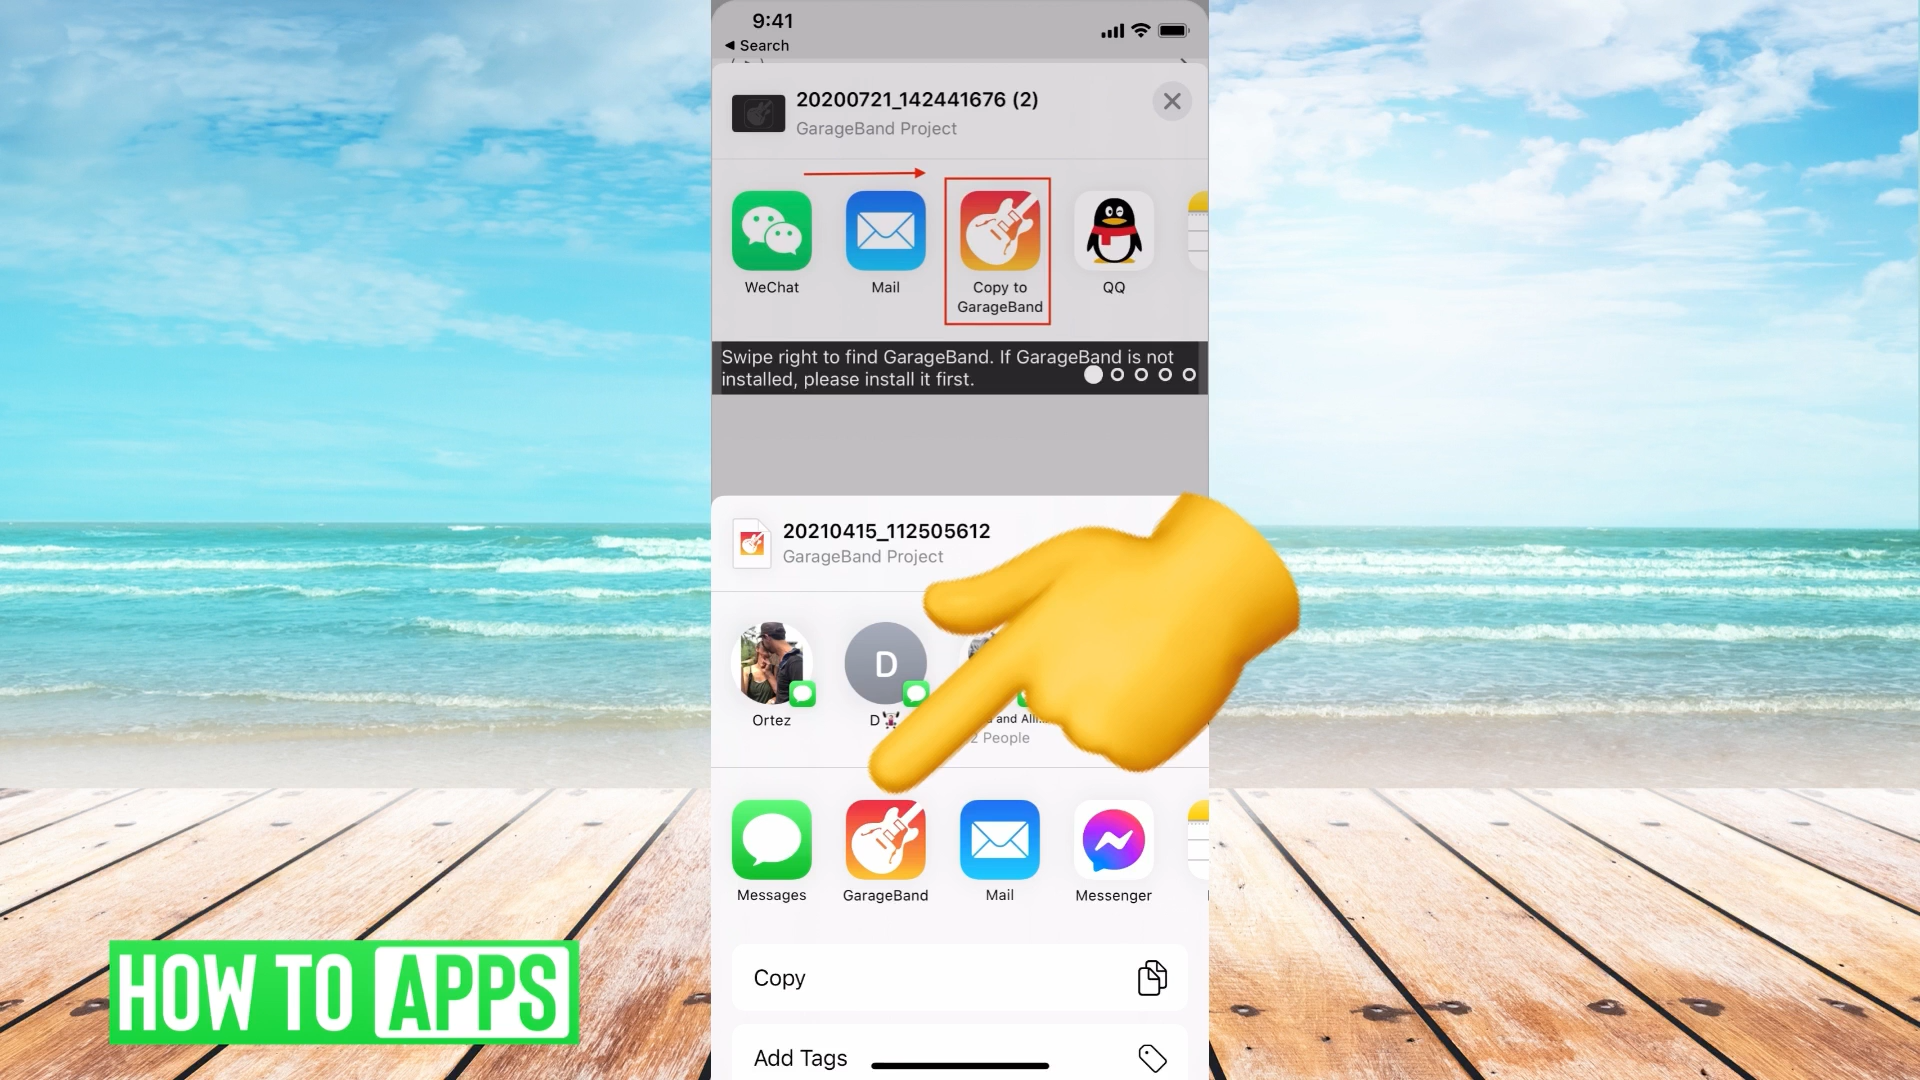 9:41
◀ Search
20200721_142441676 (2)
GarageBand Project
WeChat
Mail
Copy to
GarageBand
QQ
Swipe right to find GarageBand. If GarageBand is not
installed, please install it first.
20210415_112505612
GarageBand Project
D
Ortez
D
and Alli...
2 People
Messages
GarageBand
Mail
Messenger
Copy
Add Tags
HOW TO APPS